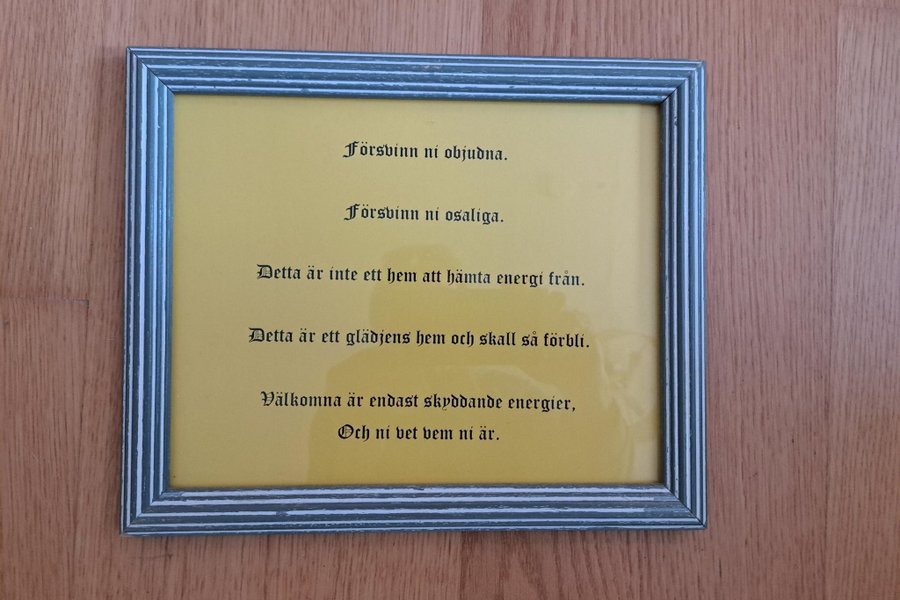 Försvinn ni objudna.
Försvinn ni osaliga.
Detta är inte ett hem att hämta energi från.
Detta är ett glädjens hem och skall så förbli.
Välkomna är endast skyddande energier,
Och ni vet vem ni är.